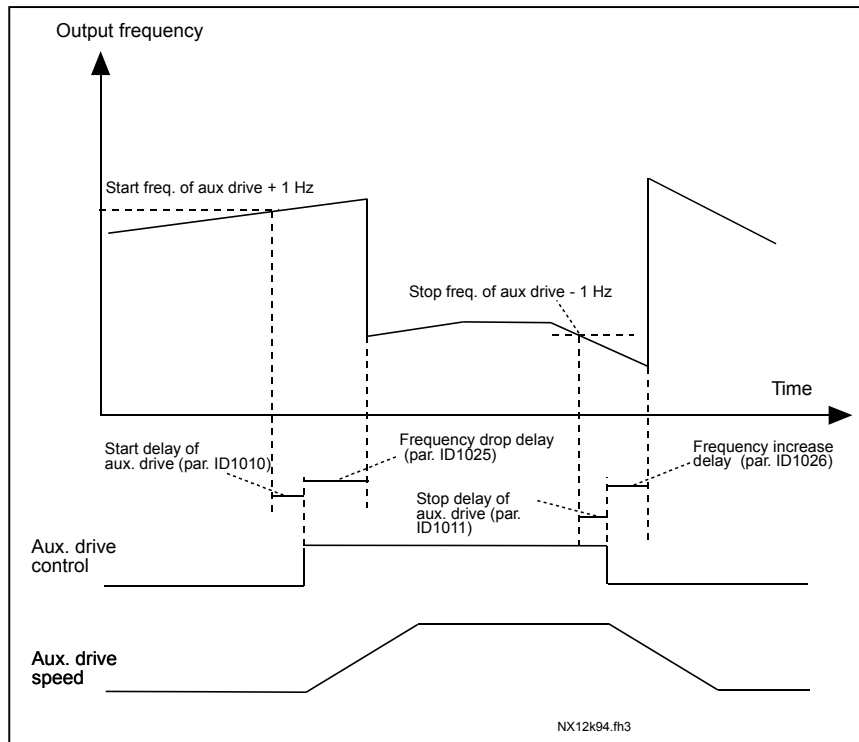 Output frequency
Start freq. of aux drive + 1 Hz
Stop freq. of aux drive - 1 Hz
Time
Start delay of
aux. drive (par. ID1010)
Frequency drop delay
(par. ID1025)
Stop delay of
aux. drive (par.
ID1011)
Frequency increase
delay (par. ID1026)
Aux. drive
control
Aux. drive
speed
NX12k94.fh3